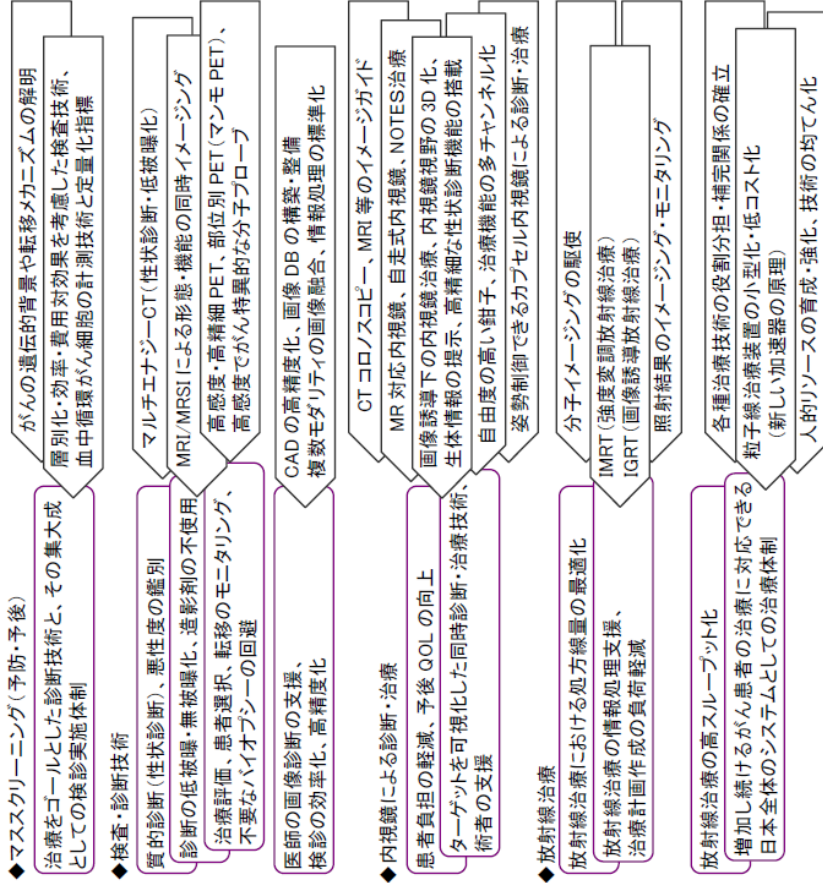 ◆マススクリーニング(予防・予後)
治療をゴールとした診断技術と、その集大成
としての検診実施体制
がんの遺伝的背景や転移メカニズムの解明
層別化・効率・費用対効果を考慮した検査技術、
血中循環がん細胞の計測技術と定量化指標
◆検査・診断技術
質的診断(性状診断)、悪性度の鑑別
診断の低被曝・無被曝化、造影剤の不使用
治療評価、患者選択、転移のモニタリング、
不要なバイオプシーの回避
マルチエナジーCT(性状診断・低被曝化)
MRI/MRSIによる形態・機能の同時イメージング
高感度・高精細PET、部位別PET(マンモPET)、
高感度でがん特異的な分子プローブ
医師の画像診断の支援、
検診の効率化、高精度化
CADの高精度化、画像DBの構築・整備
複数モダリティの画像融合、情報処理の標準化
◆内視鏡による診断・治療
患者負担の軽減、予後QOLの向上
ターゲットを可視化した同時診断・治療技術、
術者の支援
CTコロノスコピー、MRI等のイメージガイド
MR対応内視鏡、自走式内視鏡、NOTES治療
画像誘導下の内視鏡治療、内視鏡視野の3D化、
生体情報の提示、高精細な性状診断機能の搭載
自由度の高い鉗子、治療機能の多チャンネル化
姿勢制御できるカプセル内視鏡による診断・治療
◆放射線治療
放射線治療における処方線量の最適化
放射線治療の情報処理支援、
治療計画作成の負荷軽減
分子イメージングの駆使
IMRT(強度変調放射線治療)
IGRT(画像誘導放射線治療)
照射結果のイメージング・モニタリング
放射線治療の高スループット化
増加し続けるがん患者の治療に対応できる
日本全体のシステムとしての治療体制
各種治療技術の役割分担・補完関係の確立
粒子線治療装置の小型化・低コスト化
(新しい加速器の原理)
人的リソースの育成・強化、技術の均てん化